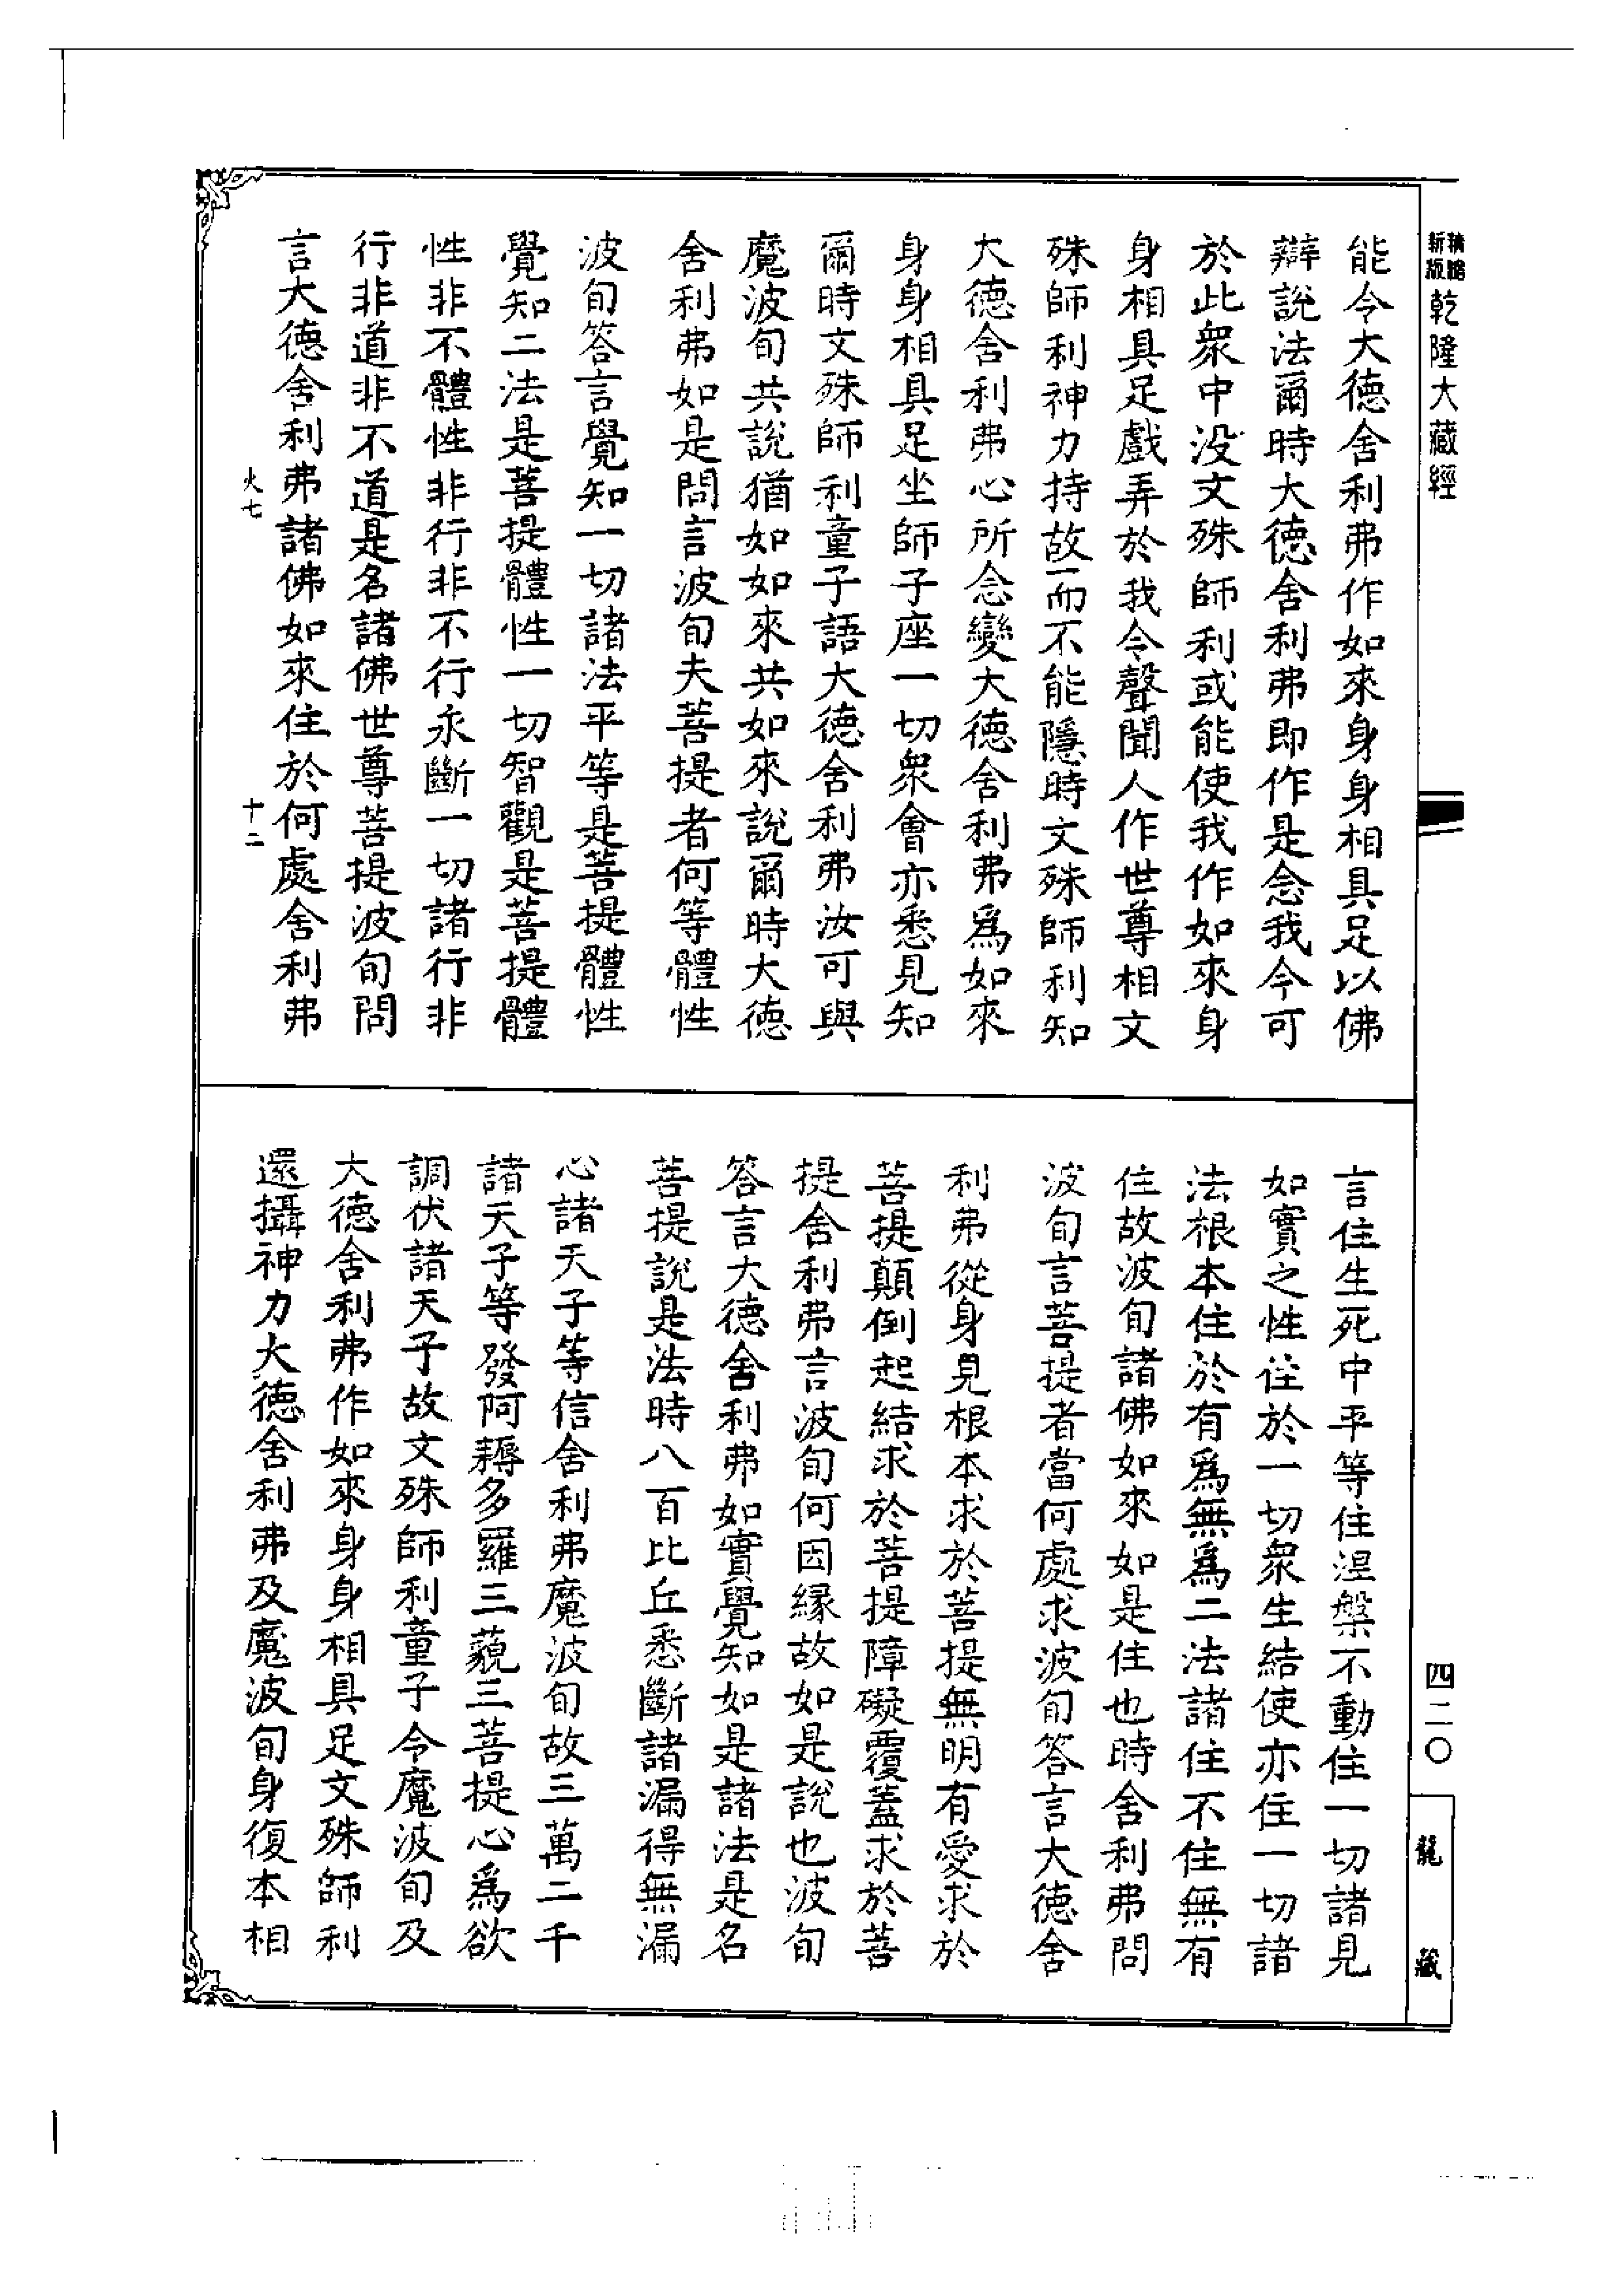 新版精縮乾隆大藏經
能令大德舍利弗作如來身身相具足以佛
辯說法爾時大德舍利弗即作是念我今可
於此衆中没文殊師利或能使我作如來身
身相具足戲弄於我令聲聞人作世尊相文
殊師利神力持故而不能隱時文殊師利知
大德舍利弗心所念變大德舍利弗爲如來
身身相具足坐師子座一切衆會亦悉見知
爾時文殊師利童子語大德舍利弗汝可與
魔波旬共說猶如如來共如來說爾時大德
舍利弗如是問言波旬夫菩提者何等體性
波旬答言覺知一切諸法平等是菩提體性
覺知二法是菩提體性一切智觀是菩提體
性非不體性非行非不行永斷一切諸行非
行非道非不道是名諸佛世尊菩提波旬問
言大德舍利弗諸佛如來住於何處舍利弗
火七 十二
言住生死中平等住涅槃不動住一切諸見
如實之性住於一切衆生結使亦住一切諸
法根本住於有爲無爲二法諸住不住無有
住故波旬諸佛如來如是住也時舍利弗問
波旬言菩提者當何處求波旬答言大德舍
利弗從身見根本求於菩提無明有愛求於
菩提顛倒起結求於菩提障礙覆蓋求於菩
提舍利弗言波旬何因緣故如是說也波旬
答言大德舍利弗如實覺知如是諸法是名
菩提說是法時八百比丘悉斷諸漏得無漏
心諸天子等信舍利弗魔波旬故三萬二千
諸天子等發阿耨多羅三藐三菩提心爲欲
調伏諸天子故文殊師利童子令魔波旬及
大德舍利弗作如來身身相具足文殊師利
還攝神力大德舍利弗及魔波旬身復本相
四二〇
龍藏